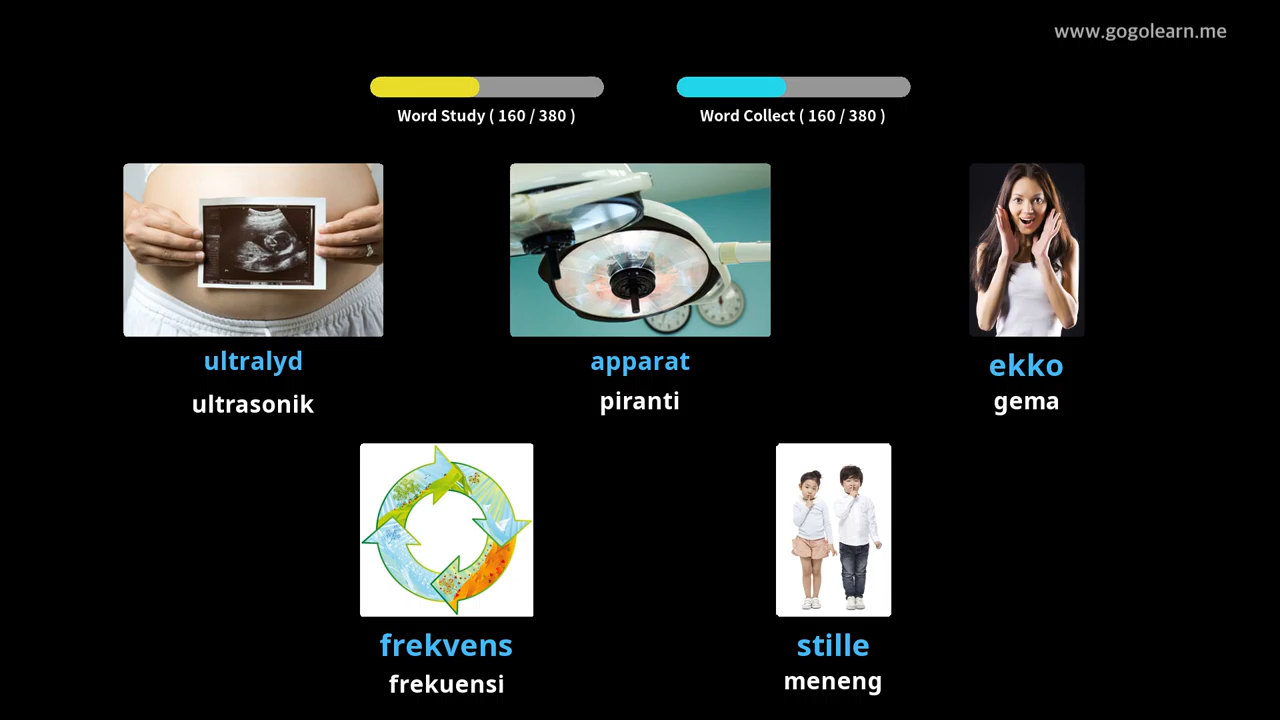 www.gogolearn.me
Word Study ( 160 / 380 )
Word Collect ( 160 / 380 )
ultralyd
ultrasonik
apparat
piranti
ekko
gema
frekvens
frekuensi
stille
meneng